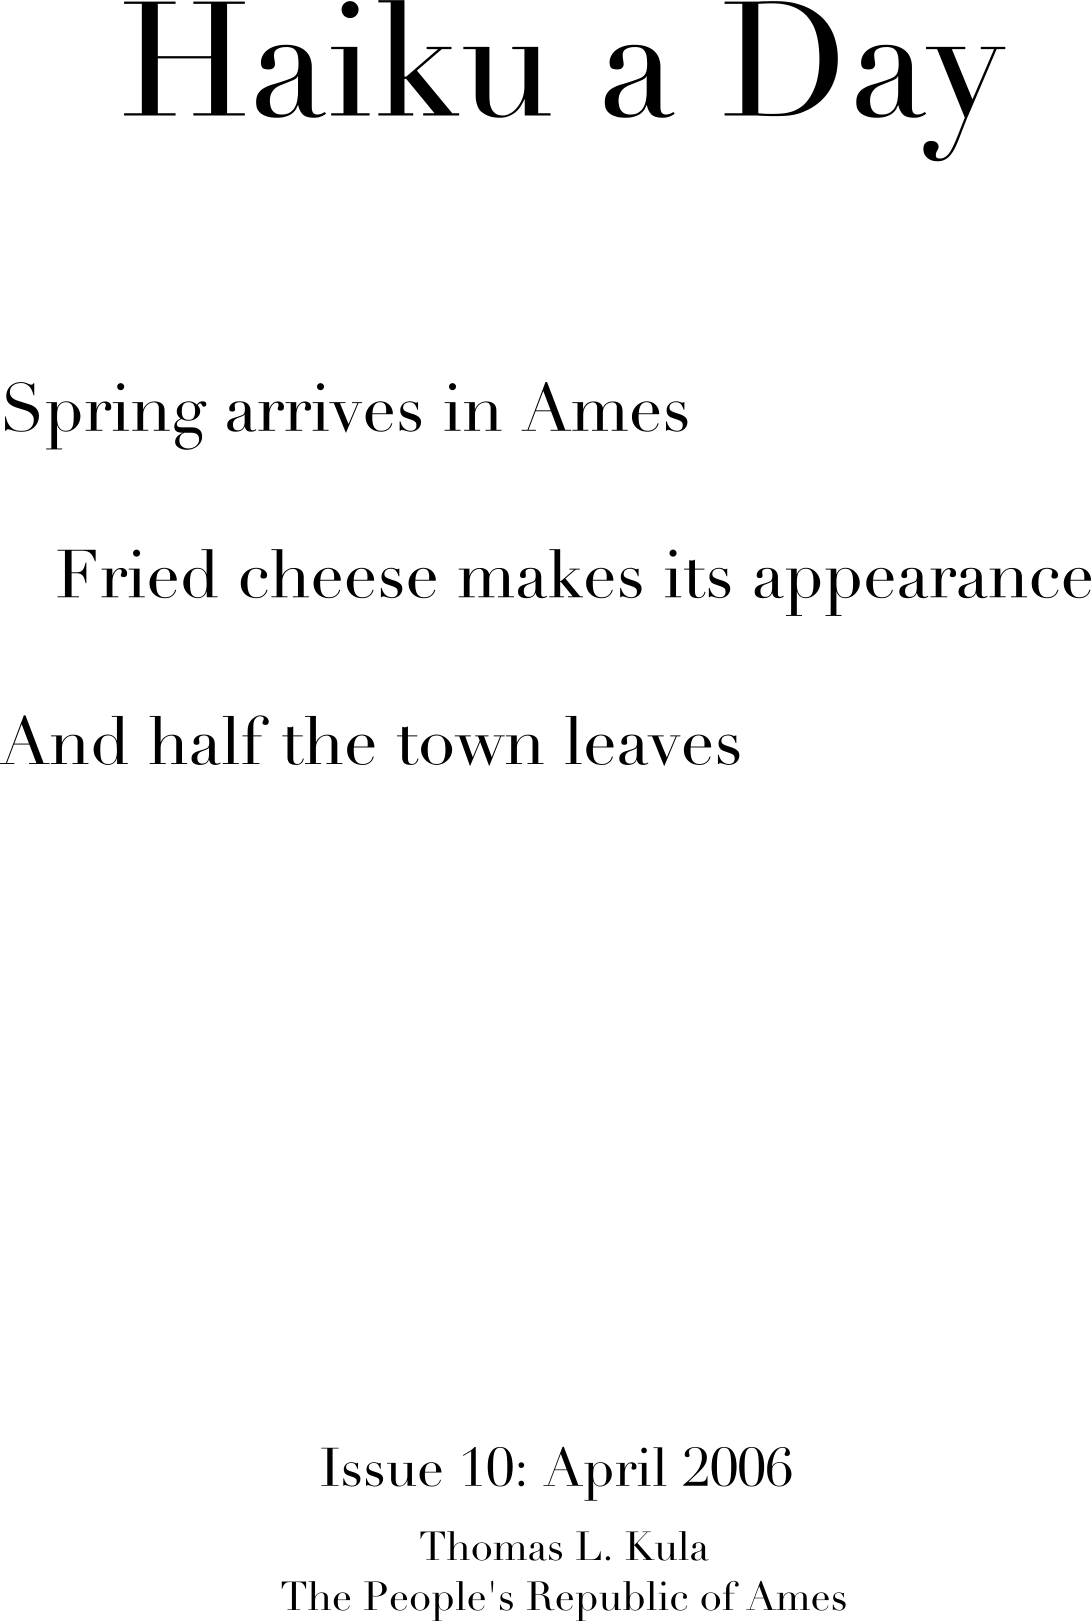 Haiku a Day
Spring arrives in Ames
Fried cheese makes its appearance
And half the town leaves
Issue 10: April 2006
Thomas L. Kula
The People's Republic of Ames